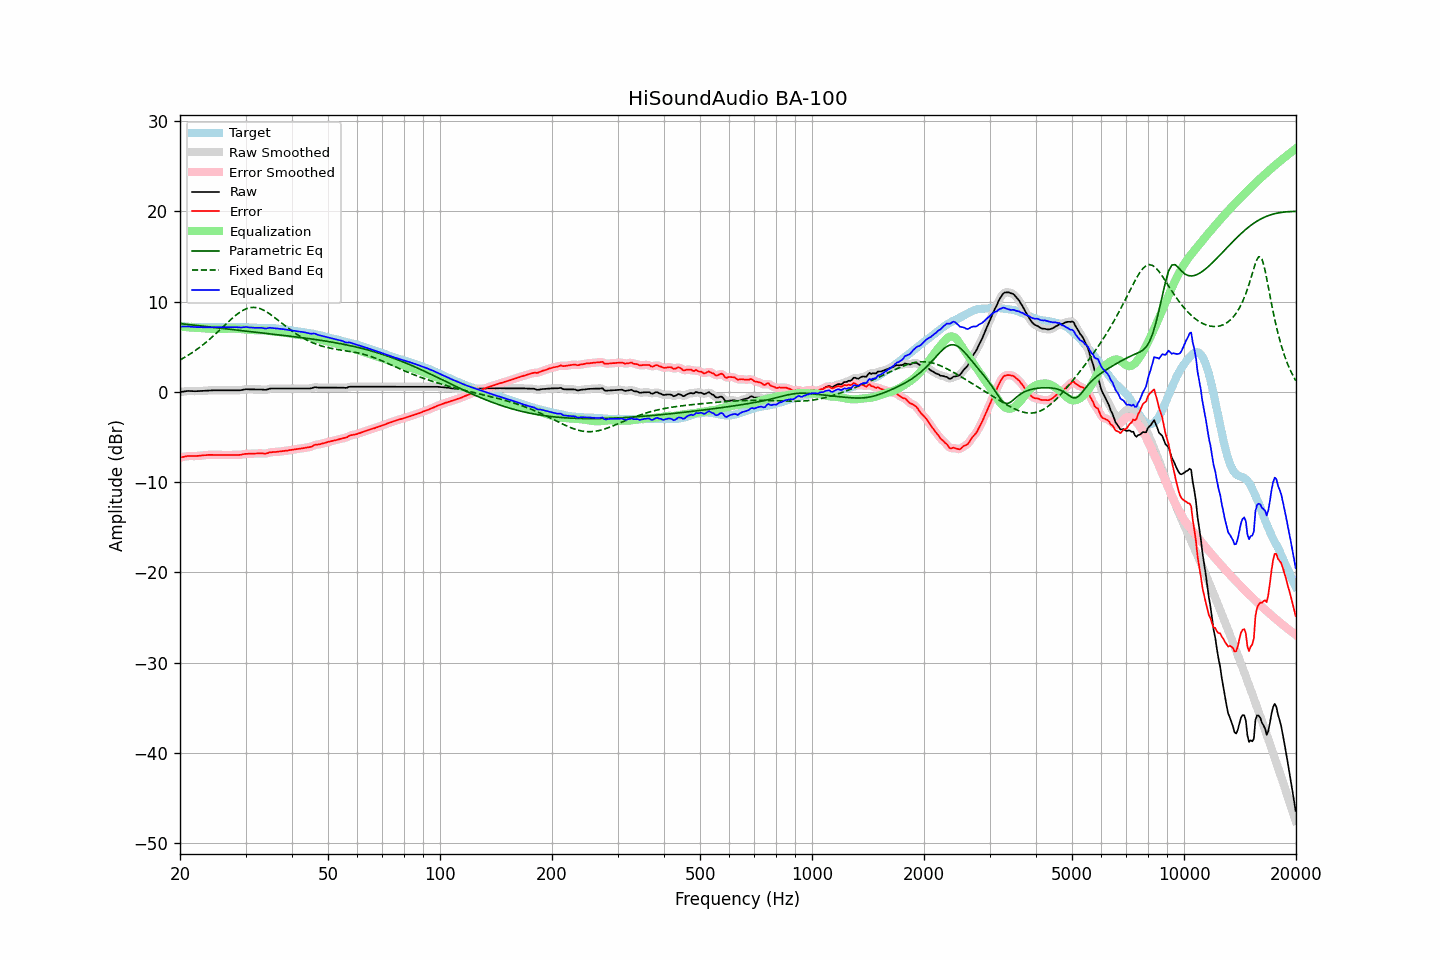 HiSoundAudio BA-100
Target
Raw Smoothed
Error Smoothed
Raw
Error
Equalization
Parametric Eq
Fixed Band Eq
Equalized
30
20
10
0
−10
−20
−30
−40
−50
Amplitude (dBr)
20
50
100
200
500
1000
2000
5000
10000
20000
Frequency (Hz)